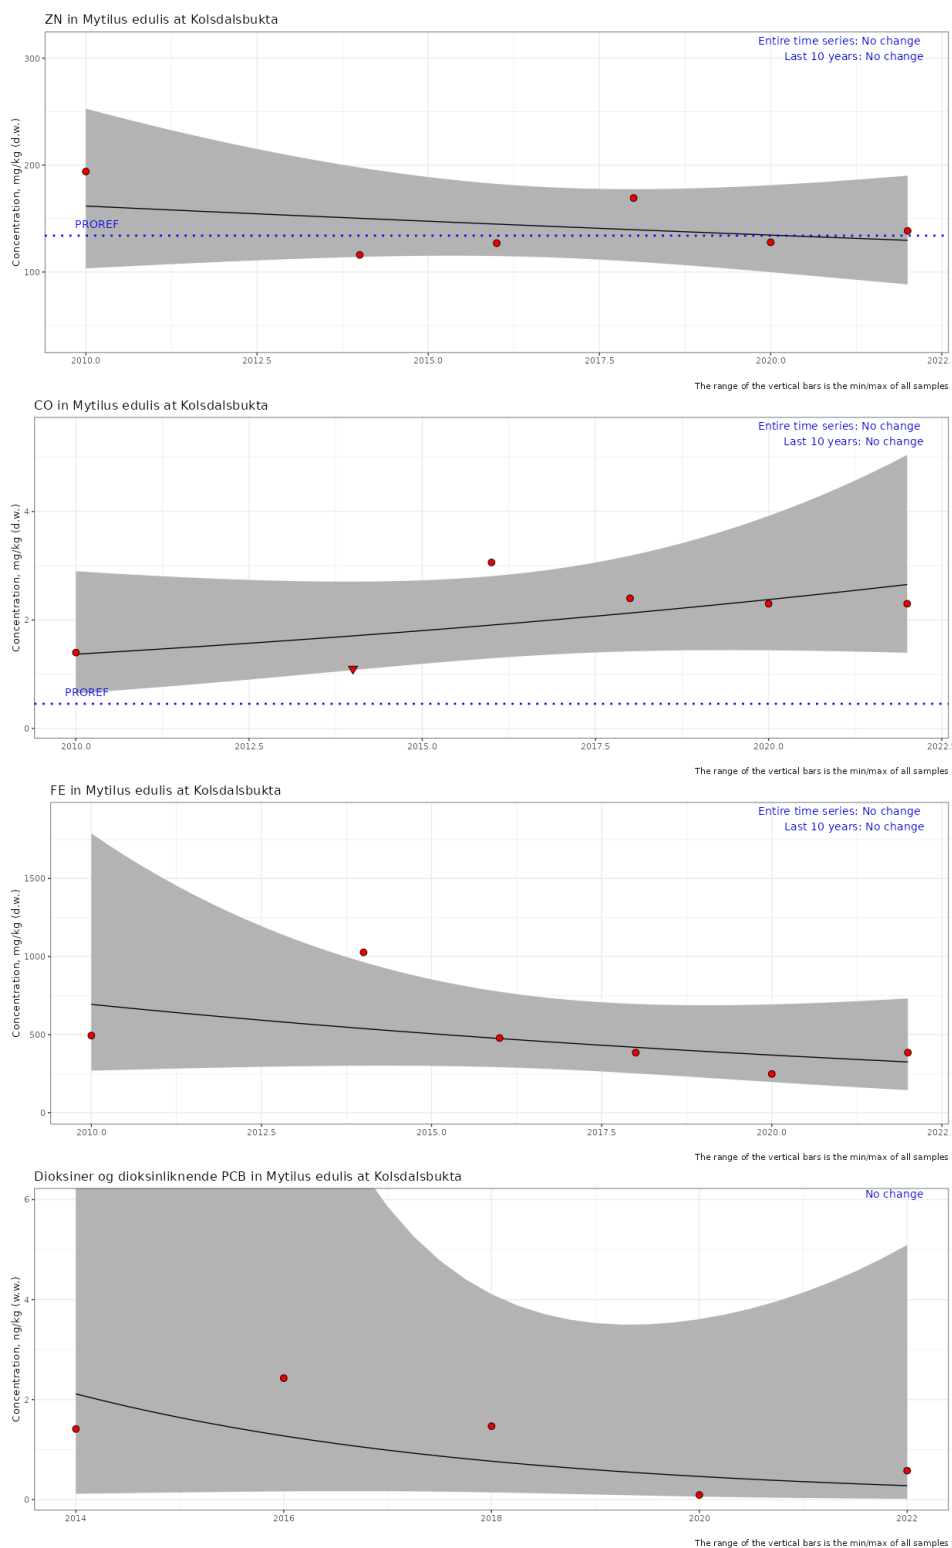 ZN in Mytilus edulis at Kolsdalsbukta
Entire time series: No change
Last 10 years: No change
Concentration, mg/kg (d.w.)
300
200
100
PROREF
2010.0 2012.5 2015.0 2017.5 2020.0 2022.
The range of the vertical bars is the min/max of all samples
CO in Mytilus edulis at Kolsdalsbukta
Entire time series: No change
Last 10 years: No change
Concentration, mg/kg (d.w.)
4
2
0
PROREF
2010.0 2012.5 2015.0 2017.5 2020.0 2022.
The range of the vertical bars is the min/max of all samples
FE in Mytilus edulis at Kolsdalsbukta
Entire time series: No change
Last 10 years: No change
Concentration, mg/kg (d.w.)
1500
1000
500
0
2010.0 2012.5 2015.0 2017.5 2020.0 2022.
The range of the vertical bars is the min/max of all samples
Dioksiner og dioksinliknende PCB in Mytilus edulis at Kolsdalsbukta
No change
Concentration, ng/kg (w.w.)
6
4
2
0
2014 2016 2018 2020 2022
The range of the vertical bars is the min/max of all samples